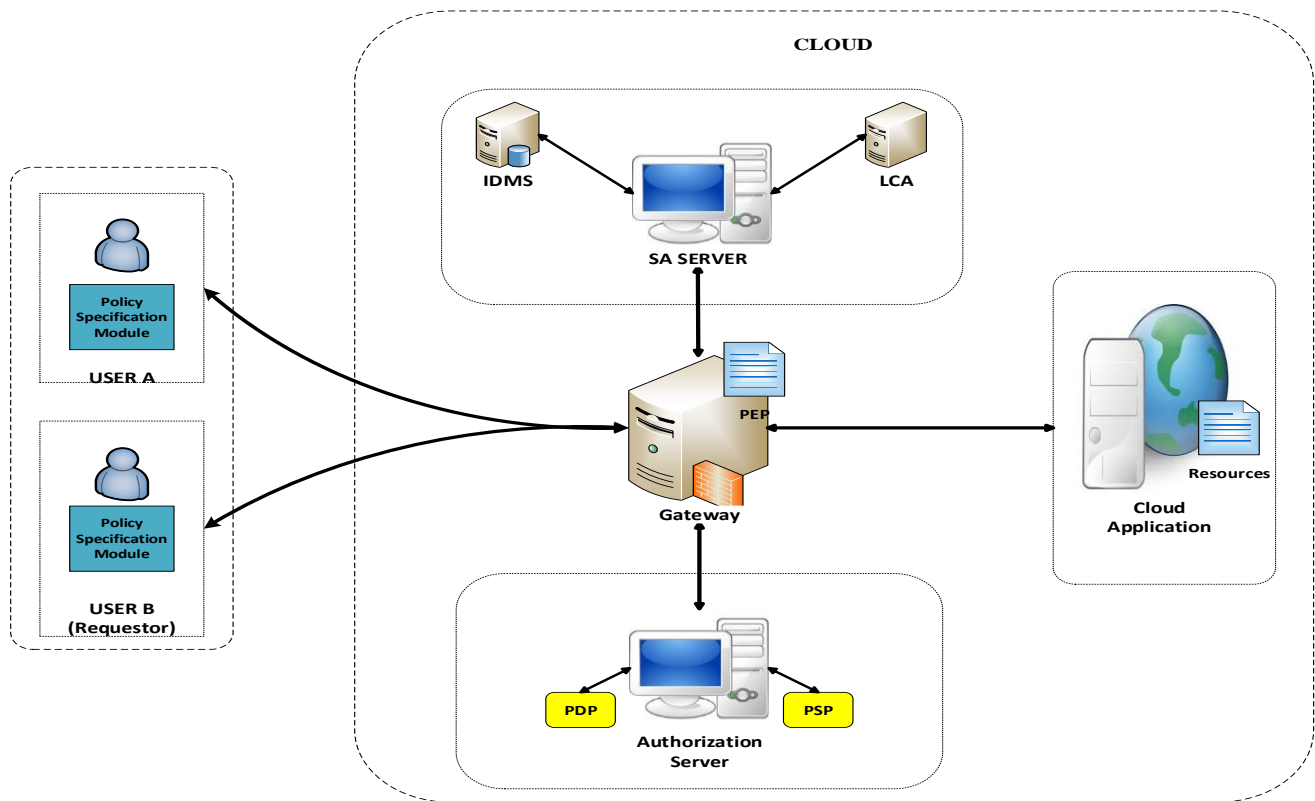 CLOUD
IDMS
LCA
SA SERVER
Policy
Specification
Module
USER A
PEP
Gateway
Resources
Cloud
Application
Policy
Specification
Module
USER B
(Requestor)
PDP
PSP
Authorization
Server